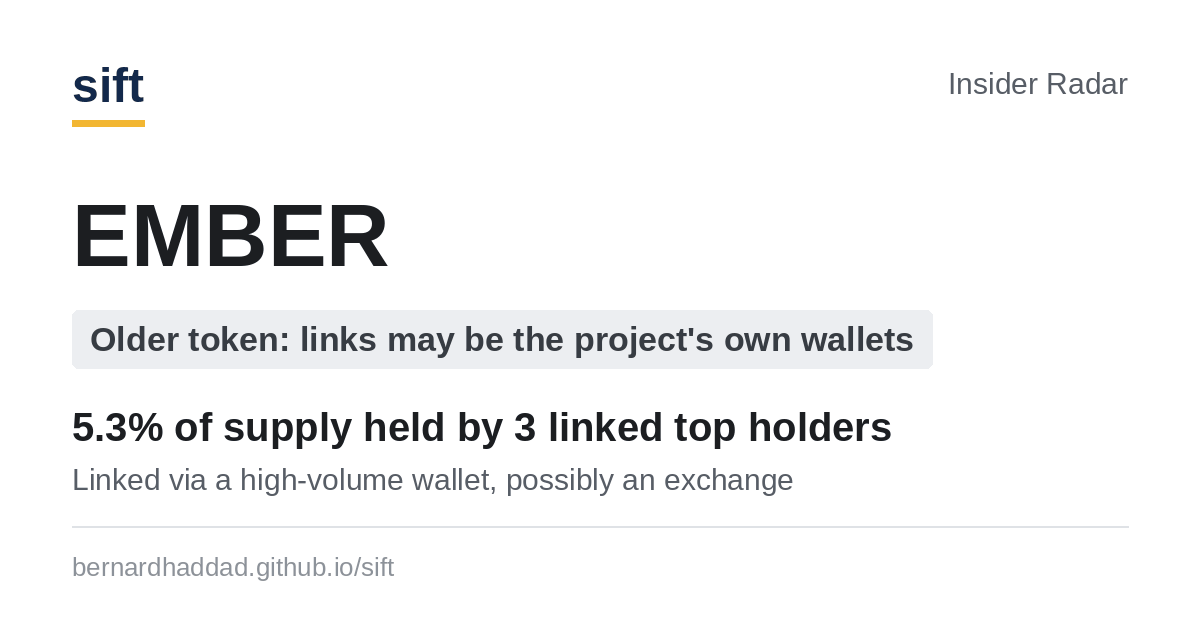 sift
Insider Radar
EMBER
Older token: links may be the project's own wallets
5.3% of supply held by 3 linked top holders
Linked via a high-volume wallet, possibly an exchange
bernardhaddad.github.io/sift